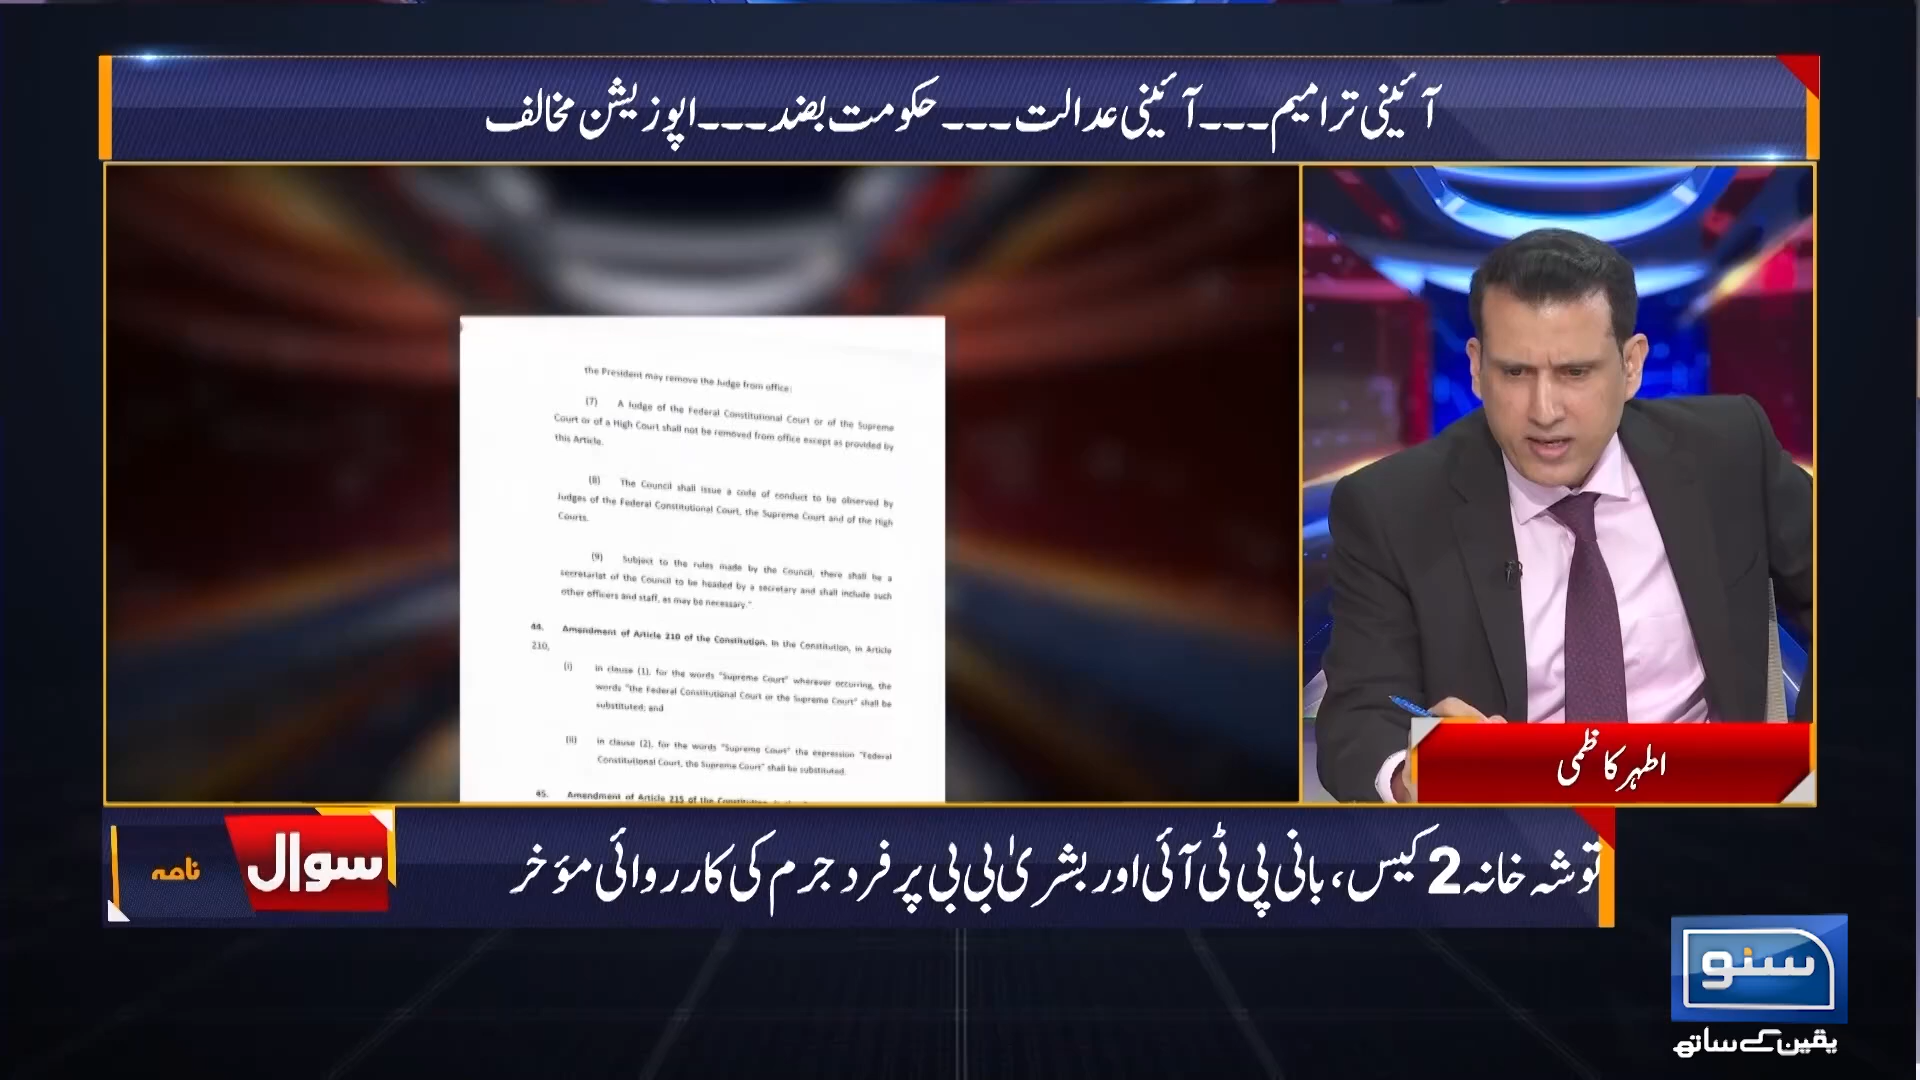 آئینی ترامیم۔۔۔آئینی عدالت۔۔۔حکومت بضد۔۔۔اپوزیشن مخالف
the President may remove the Judge from office;
(7) A Judge of the Federal Constitutional Court or of the Supreme
Court or of a High Court shall not be removed from office except as provided by
this Article.
(8) The Council shall issue a code of conduct to be observed by
Judges of the Federal Constitutional Court, the Supreme Court and of the High
Courts.
(9) Subject to the rules made by the Council, there shall be a
secretariat of the Council to be headed by a secretary and shall include such
other officers and staff, as may be necessary.".
44. Amendment of Article 210 of the Constitution. In the Constitution, in Article
210,
(i) in clause (1), for the words "Supreme Court" wherever occurring, the
words "the Federal Constitutional Court or the Supreme Court" shall be
substituted; and
(ii) in clause (2), for the words "Supreme Court" the expression "Federal
Constitutional Court, the Supreme Court" shall be substituted.
45. Amendment of Article 215 of the Constitution.
اطہر کاظمی
سوال
نامہ
توشہ خانہ 2 کیس، بانی پی ٹی آئی اور بشریٰ بی بی پر فرد جرم کی کارروائی مؤخر
سنو
یقین کے ساتھ